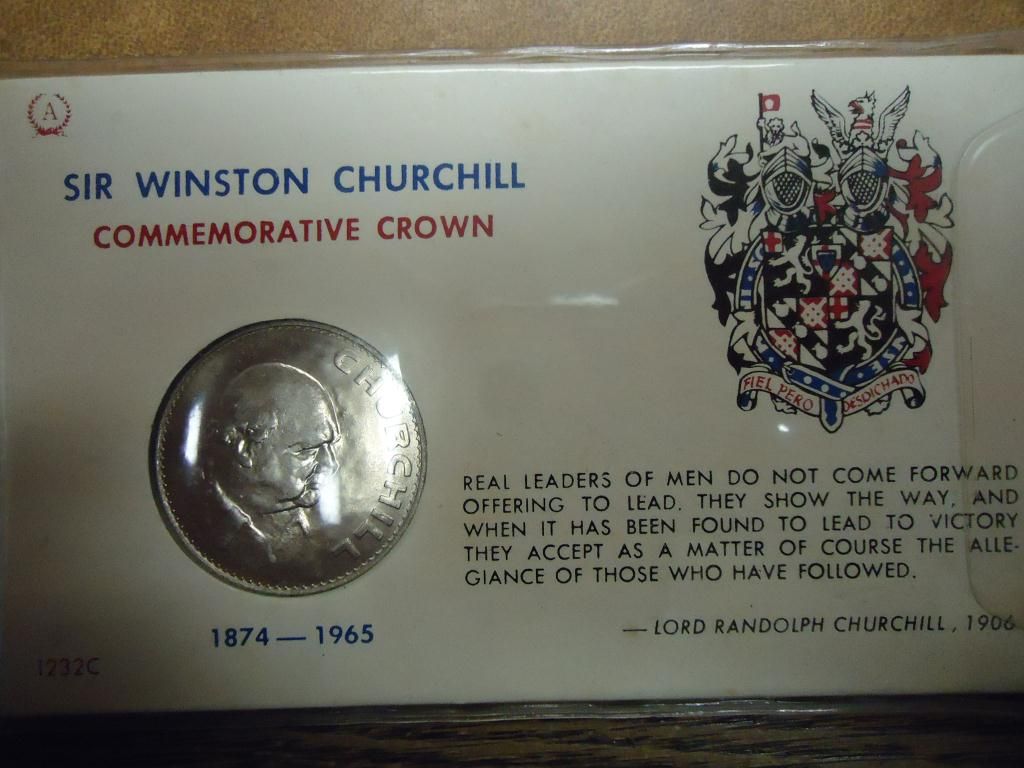 A
SIR WINSTON CHURCHILL
COMMEMORATIVE CROWN
CHURCHILL
FIEL PERO DESDICHADO
REAL LEADERS OF MEN DO NOT COME FORWARD
OFFERING TO LEAD. THEY SHOW THE WAY, AND
WHEN IT HAS BEEN FOUND TO LEAD TO VICTORY
THEY ACCEPT AS A MATTER OF COURSE THE ALLE-
GIANCE OF THOSE WHO HAVE FOLLOWED.
— LORD RANDOLPH CHURCHILL, 1906
1874 — 1965
1232C